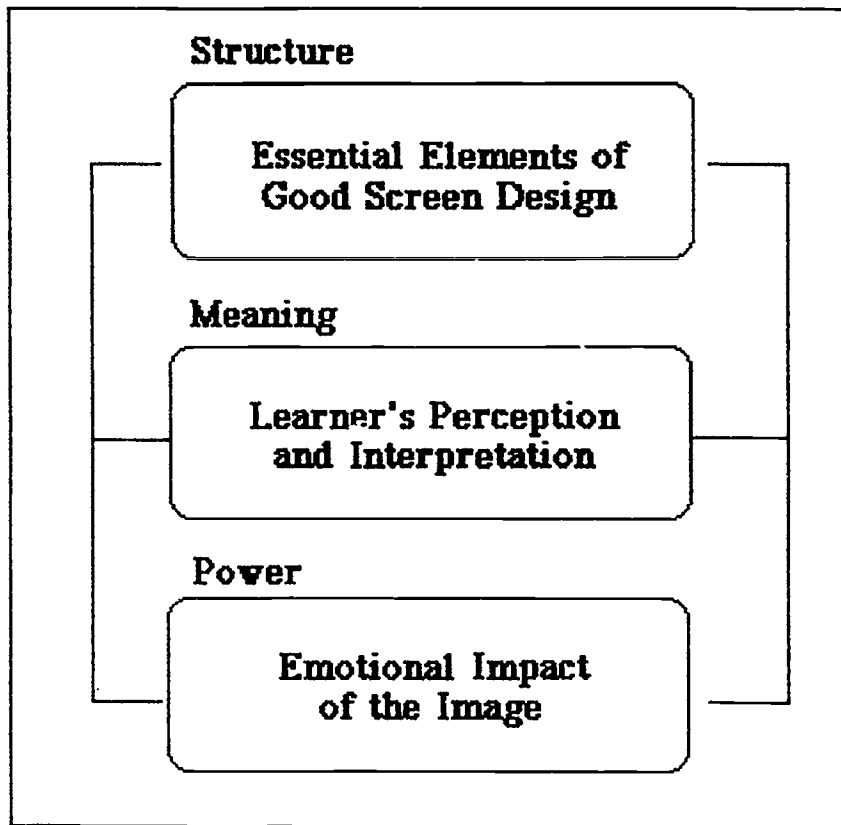 Structure
Essential Elements of
Good Screen Design
Meaning
Learner's Perception
and Interpretation
Power
Emotional Impact
of the Image